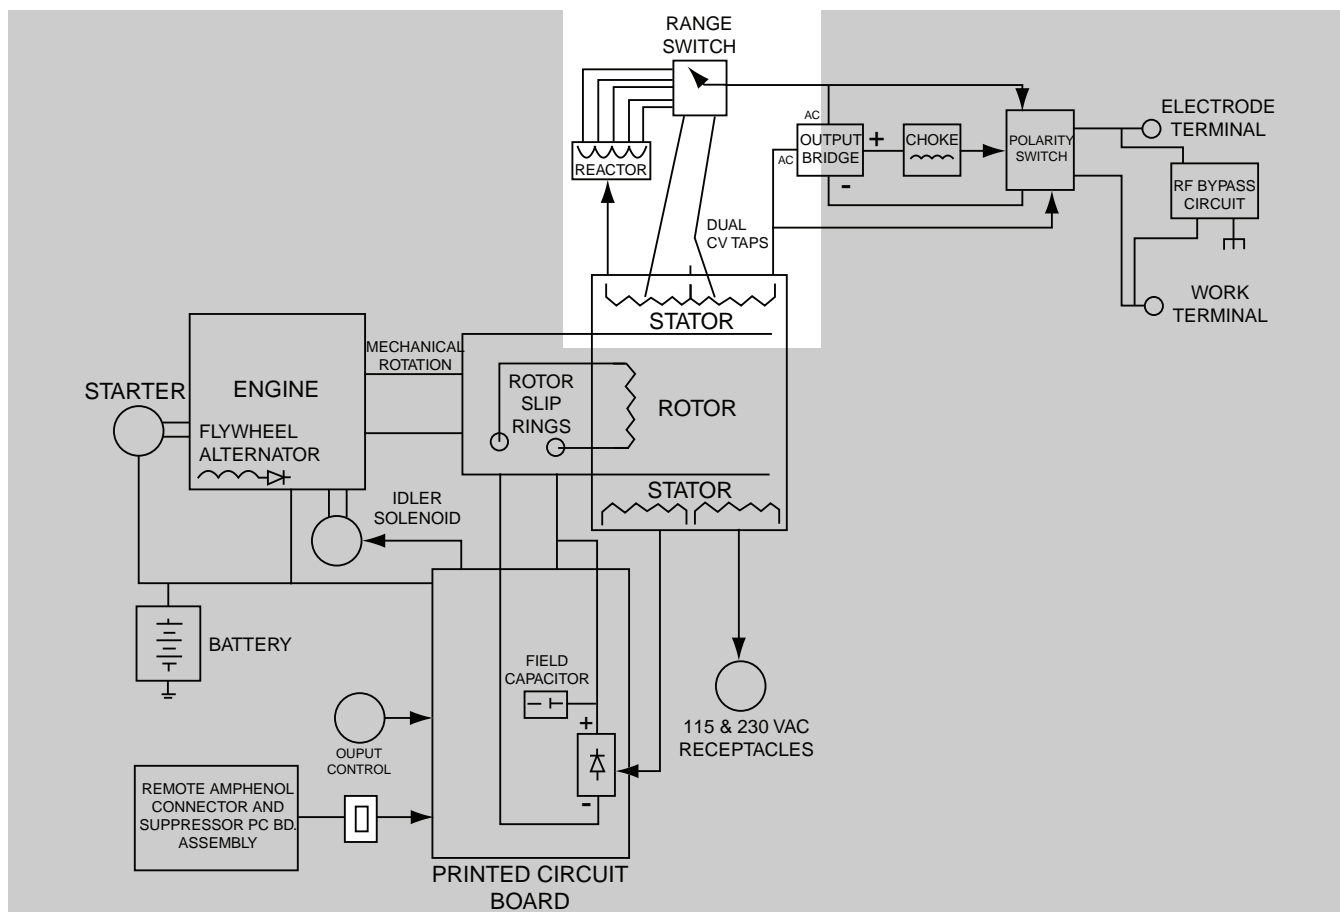 RANGE
SWITCH
ELECTRODE
TERMINAL
AC
OUTPUT
BRIDGE
+
-
AC
CHOKE
POLARITY
SWITCH
REACTOR
RF BYPASS
CIRCUIT
DUAL
CV TAPS
WORK
TERMINAL
STATOR
MECHANICAL
ROTATION
STARTER
ENGINE
FLYWHEEL
ALTERNATOR
ROTOR
SLIP
RINGS
ROTOR
STATOR
IDLER
SOLENOID
BATTERY
FIELD
CAPACITOR
+
-
115 & 230 VAC
RECEPTACLES
OUPUT
CONTROL
REMOTE AMPHENOL
CONNECTOR AND
SUPPRESSOR PC BD.
ASSEMBLY
PRINTED CIRCUIT
BOARD